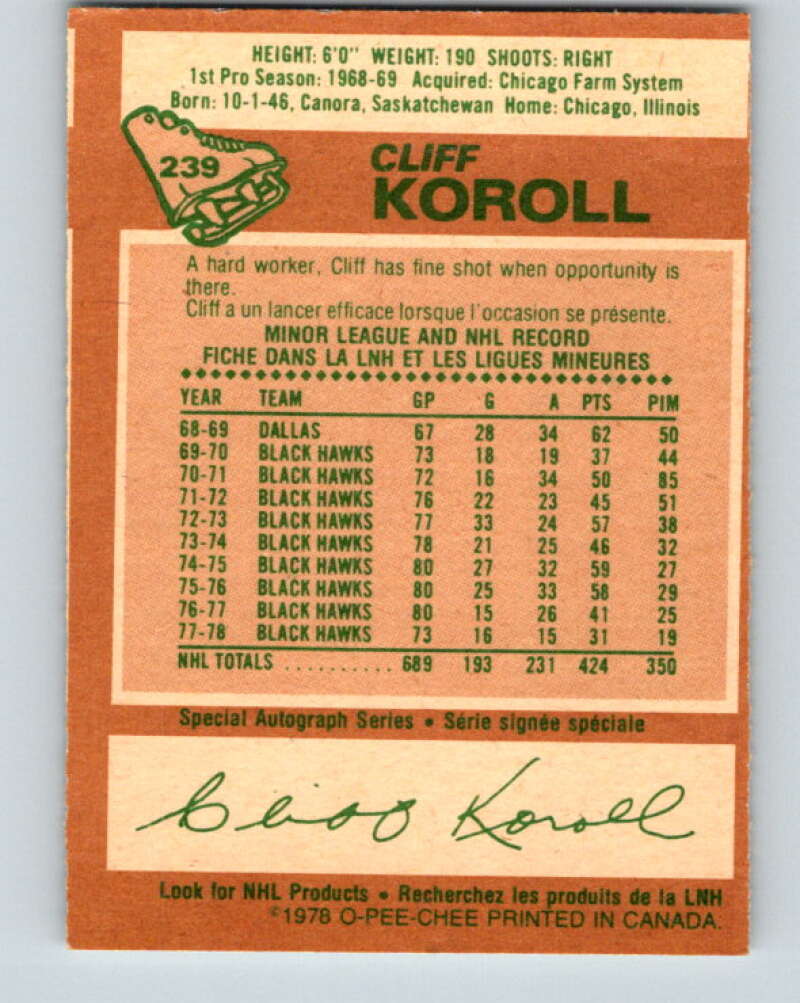 HEIGHT: 6'0" WEIGHT: 190 SHOOTS: RIGHT
1st Pro Season: 1968-69 Acquired: Chicago Farm System
Born: 10-1-46, Canora, Saskatchewan Home: Chicago, Illinois
239
CLIFF
KOROLL
A hard worker, Cliff has fine shot when opportunity is
there.
Cliff a un lancer efficace lorsque l'occasion se présente.
MINOR LEAGUE AND NHL RECORD
FICHE DANS LA LNH ET LES LIGUES MINEURES
YEAR TEAM GP G A PTS PIM
68-69 DALLAS 67 28 34 62 50
69-70 BLACK HAWKS 73 18 19 37 44
70-71 BLACK HAWKS 72 16 34 50 85
71-72 BLACK HAWKS 76 22 23 45 51
72-73 BLACK HAWKS 77 33 24 57 38
73-74 BLACK HAWKS 78 21 25 46 32
74-75 BLACK HAWKS 80 27 32 59 27
75-76 BLACK HAWKS 80 25 33 58 29
76-77 BLACK HAWKS 80 15 26 41 25
77-78 BLACK HAWKS 73 16 15 31 19
NHL TOTALS .......... 689 193 231 424 350
Special Autograph Series • Série signée spéciale
Cliff Koroll
Look for NHL Products • Recherchez les produits de la LNH
©1978 O-PEE-CHEE PRINTED IN CANADA.